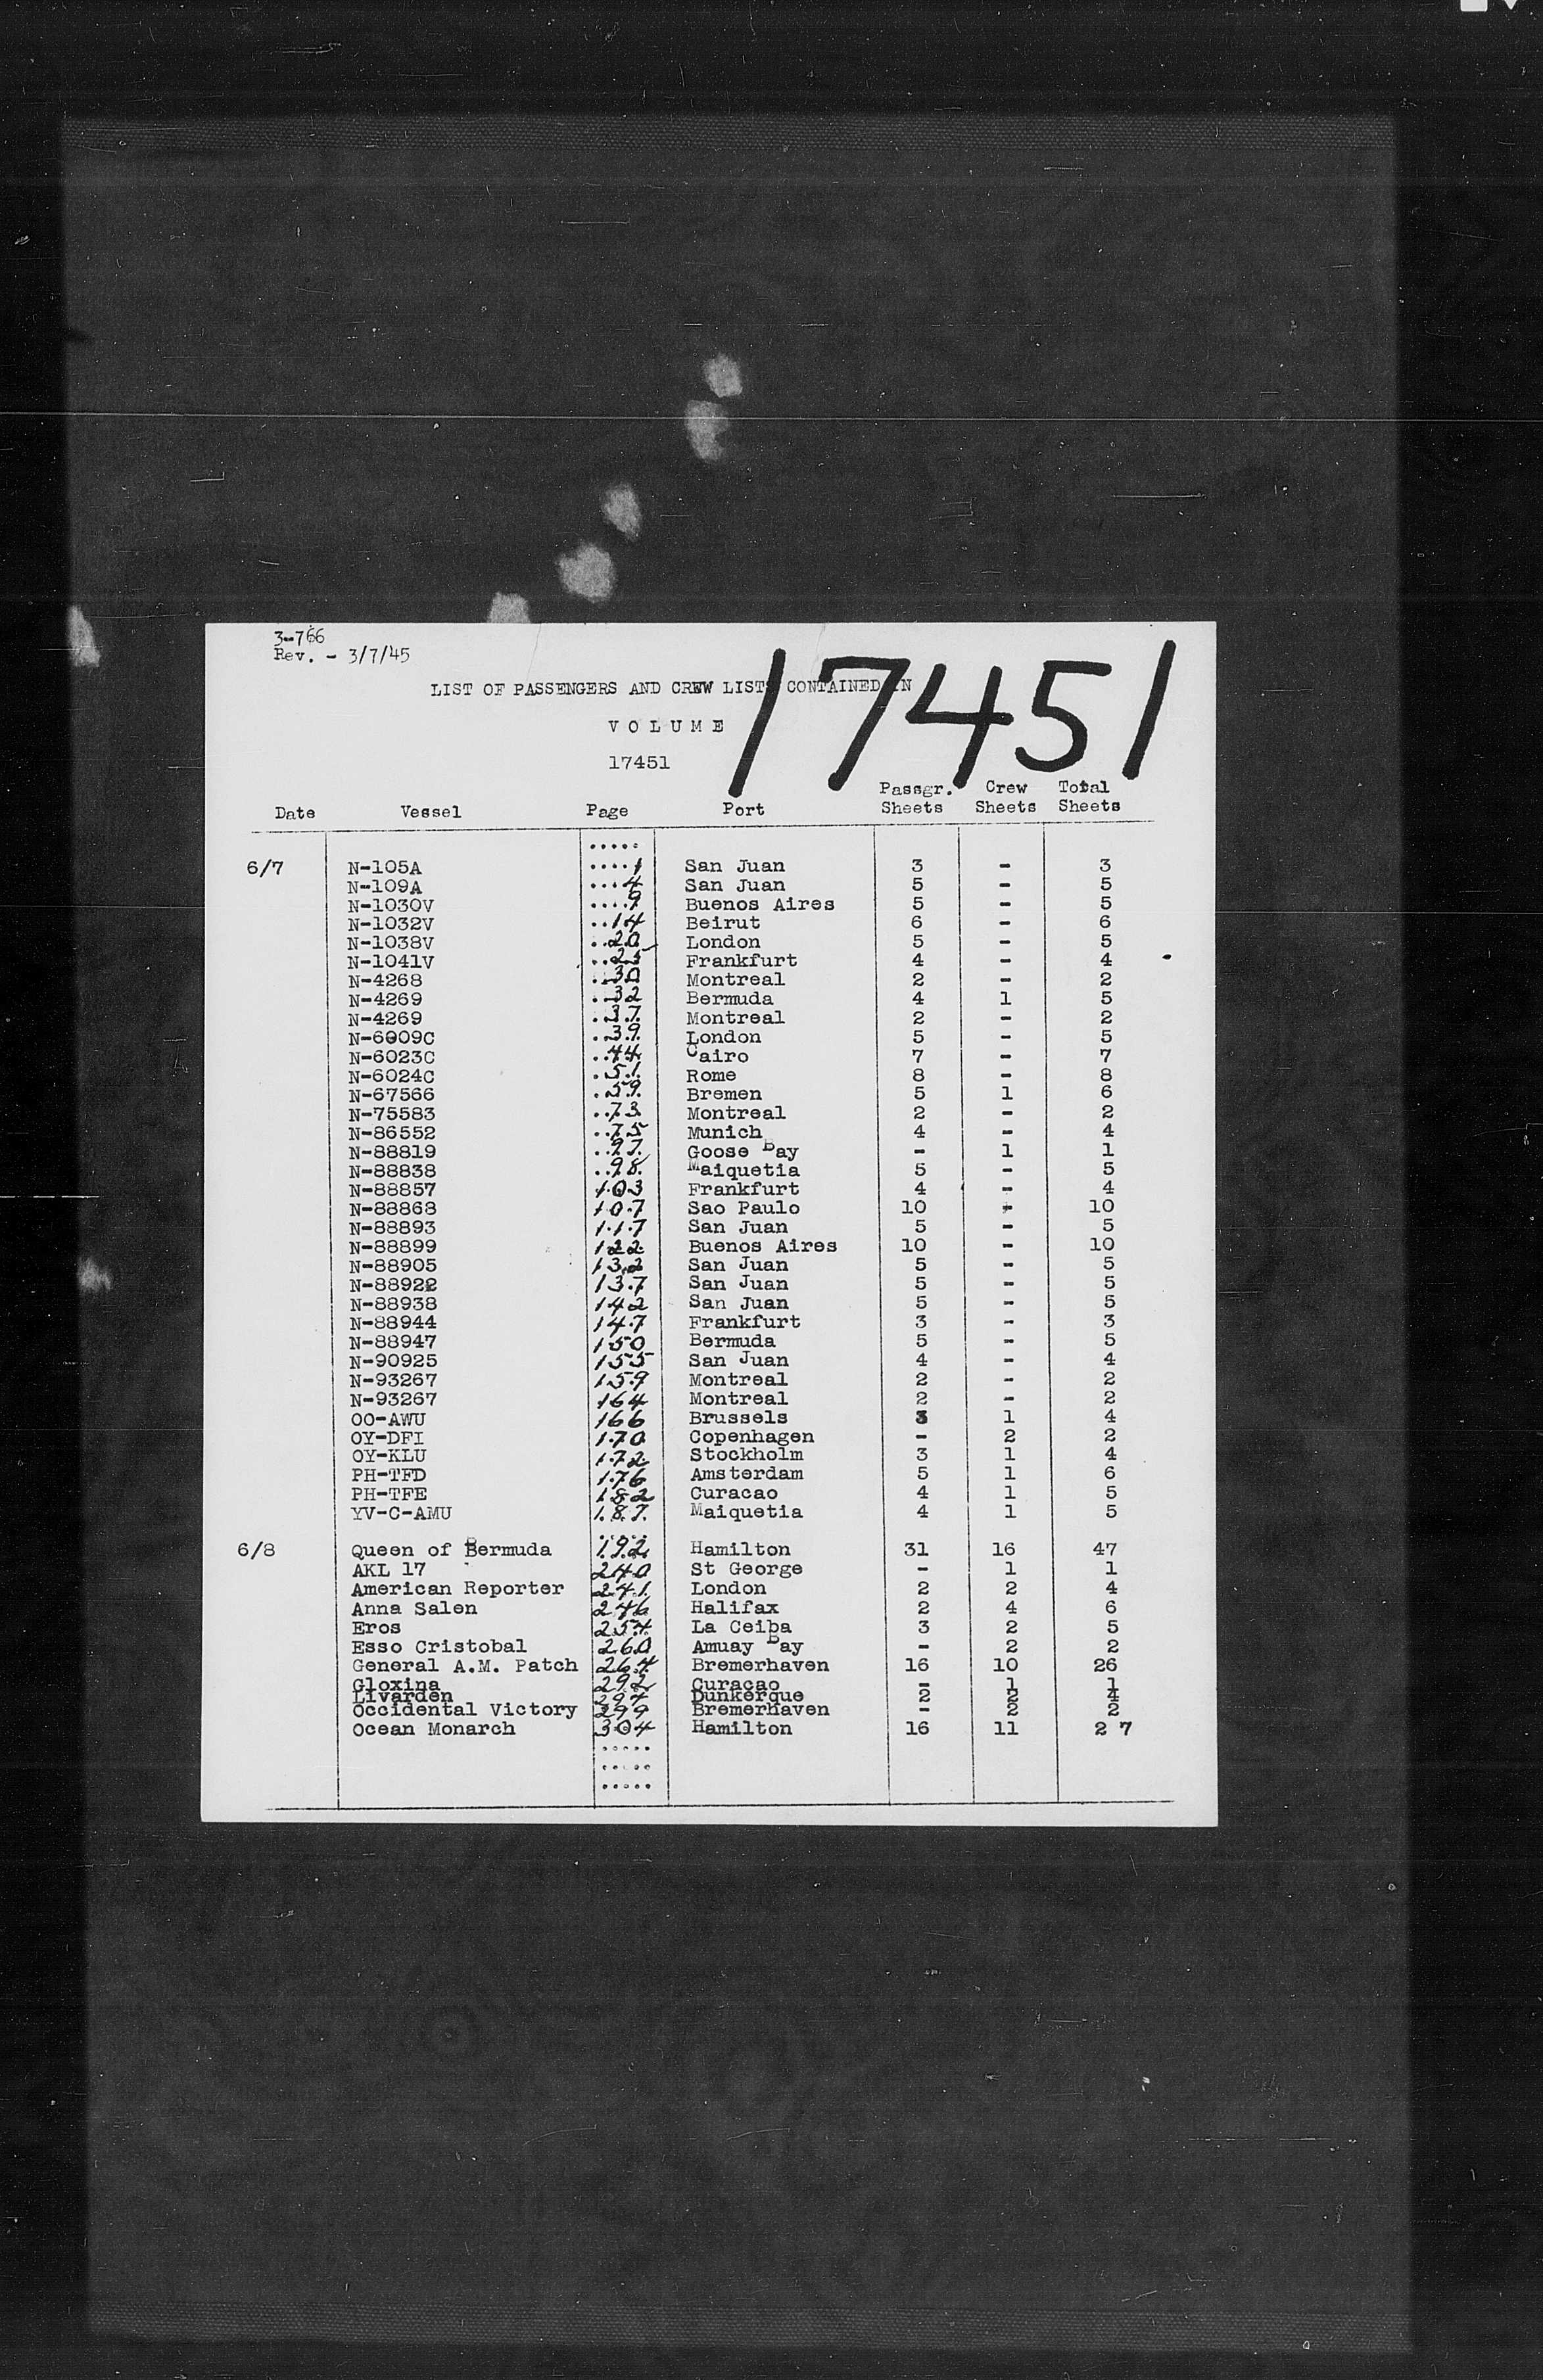 3-766
Rev. - 3/7/45
17451
LIST OF PASSENGERS AND CREW LISTS CONTAINED IN
V O L U M E
17451
Date Vessel Page Port Passgr. Sheets Crew Sheets Total Sheets
.....
6/7 N-105A ....1 San Juan 3 - 3
N-109A ....4 San Juan 5 - 5
N-1030V ....9 Buenos Aires 5 - 5
N-1032V ..14 Beirut 6 - 6
N-1038V ..20 London 5 - 5
N-1041V ..25 Frankfurt 4 - 4
N-4268 ..30 Montreal 2 - 2
N-4269 ..32 Bermuda 4 1 5
N-4269 ..37 Montreal 2 - 2
N-6009C ..39 London 5 - 5
N-6023C ..44 Cairo 7 - 7
N-6024C ..51 Rome 8 - 8
N-67566 ..59 Bremen 5 1 6
N-75583 ..73 Montreal 2 - 2
N-86552 ..75 Munich 4 - 4
N-88819 ..97 Goose Bay - 1 1
N-88838 ..98 Maiquetia 5 - 5
N-88857 103 Frankfurt 4 - 4
N-88868 107 Sao Paulo 10 - 10
N-88893 117 San Juan 5 - 5
N-88899 122 Buenos Aires 10 - 10
N-88905 132 San Juan 5 - 5
N-88922 137 San Juan 5 - 5
N-88938 142 San Juan 5 - 5
N-88944 147 Frankfurt 3 - 3
N-88947 150 Bermuda 5 - 5
N-90925 155 San Juan 4 - 4
N-93267 159 Montreal 2 - 2
N-93267 164 Montreal 2 - 2
OO-AWU 166 Brussels 3 1 4
OY-DFI 170 Copenhagen - 2 2
OY-KLU 172 Stockholm 3 1 4
PH-TFD 176 Amsterdam 5 1 6
PH-TFE 182 Curacao 4 1 5
YV-C-AMU 187 Maiquetia 4 1 5
.....
6/8 Queen of Bermuda 192 Hamilton 31 16 47
AKL 17 240 St George - 1 1
American Reporter 241 London 2 2 4
Anna Salen 246 Halifax 2 4 6
Eros 254 La Ceiba 3 2 5
Esso Cristobal 260 Amuay Bay - 2 2
General A.M. Patch 264 Bremerhaven 16 10 26
Gloxina 292 Curacao - 1 1
Livarden 294 Dunkerque 2 2 4
Occidental Victory 299 Bremerhaven - 2 2
Ocean Monarch 304 Hamilton 16 11 2 7
.....
.....
.....